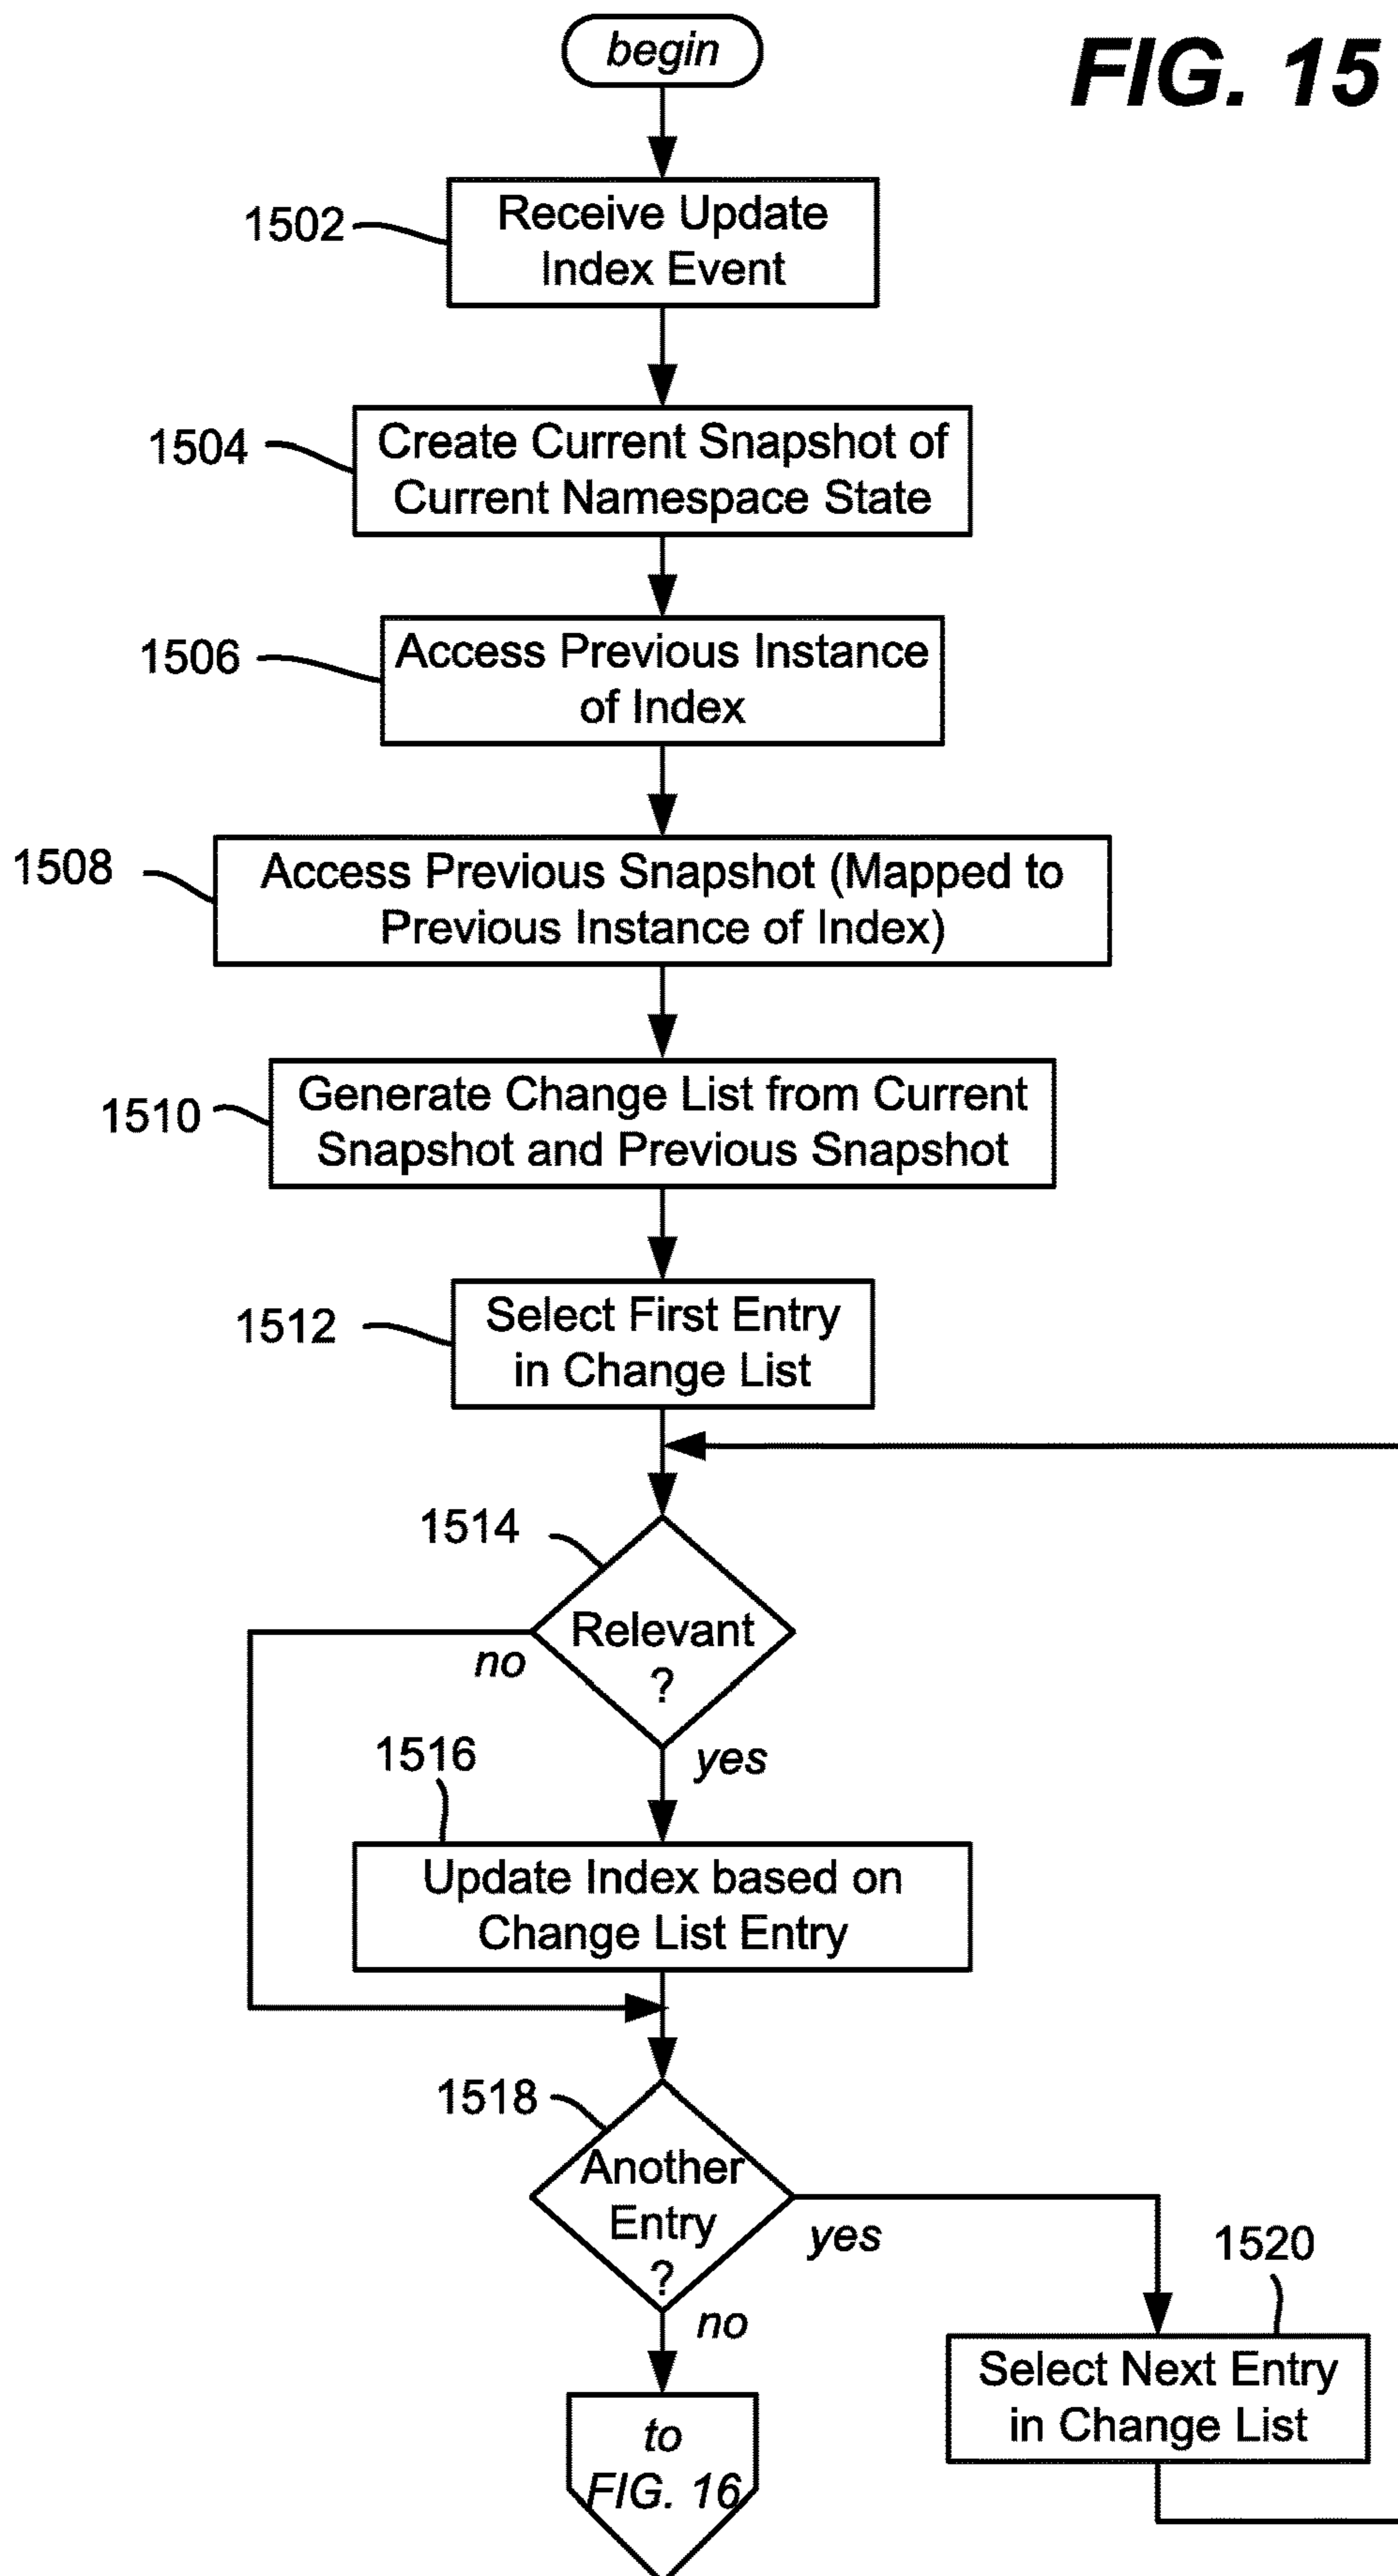 begin
FIG. 15
1502
Receive Update
Index Event
1504
Create Current Snapshot of
Current Namespace State
1506
Access Previous Instance
of Index
1508
Access Previous Snapshot (Mapped to
Previous Instance of Index)
1510
Generate Change List from Current
Snapshot and Previous Snapshot
1512
Select First Entry
in Change List
1514
Relevant
?
no
yes
1516
Update Index based on
Change List Entry
1518
Another
Entry
?
yes
no
1520
Select Next Entry
in Change List
to
FIG. 16